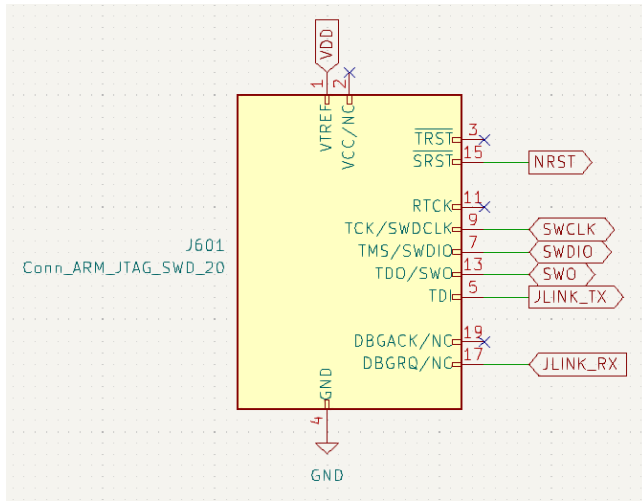 VDD
1
2
VTREF
VCC/NC
TRST
3
SRST
15
NRST
RTCK
11
TCK/SWDCLK
9
SWCLK
J601
Conn_ARM_JTAG_SWD_20
TMS/SWDIO
7
SWDIO
TDO/SWO
13
SWO
TDI
5
JLINK_TX
DBGACK/NC
19
DBGRQ/NC
17
JLINK_RX
GND
4
GND